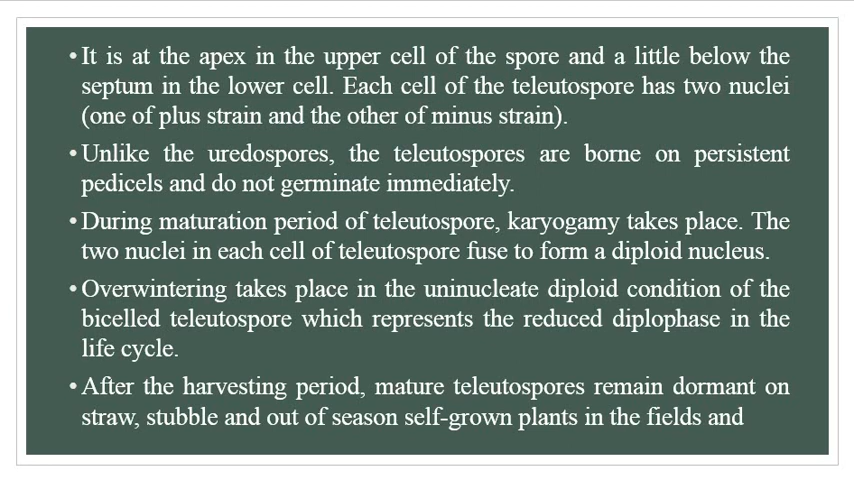 • It is at the apex in the upper cell of the spore and a little below the
septum in the lower cell. Each cell of the teleutospore has two nuclei
(one of plus strain and the other of minus strain).
• Unlike the uredospores, the teleutospores are borne on persistent
pedicels and do not germinate immediately.
• During maturation period of teleutospore, karyogamy takes place. The
two nuclei in each cell of teleutospore fuse to form a diploid nucleus.
• Overwintering takes place in the uninucleate diploid condition of the
bicelled teleutospore which represents the reduced diplophase in the
life cycle.
• After the harvesting period, mature teleutospores remain dormant on
straw, stubble and out of season self-grown plants in the fields and